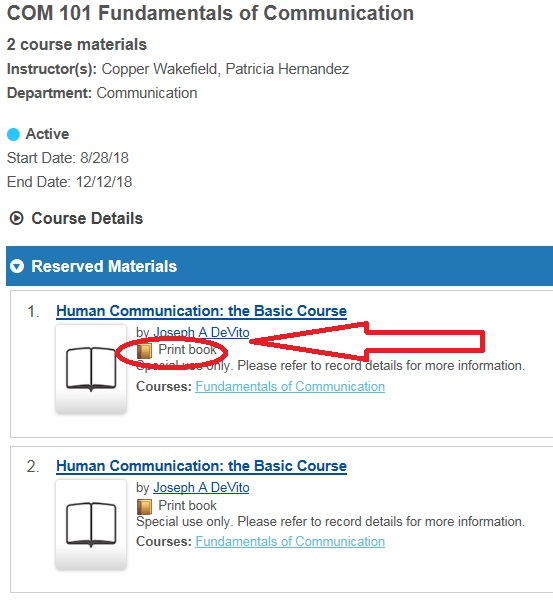 COM 101 Fundamentals of Communication
2 course materials
Instructor(s): Copper Wakefield, Patricia Hernandez
Department: Communication
Active
Start Date: 8/28/18
End Date: 12/12/18
Course Details
Reserved Materials
1. Human Communication: the Basic Course
by Joseph A DeVito
Print book
Special use only. Please refer to record details for more information.
Courses: Fundamentals of Communication
2. Human Communication: the Basic Course
by Joseph A DeVito
Print book
Special use only. Please refer to record details for more information.
Courses: Fundamentals of Communication